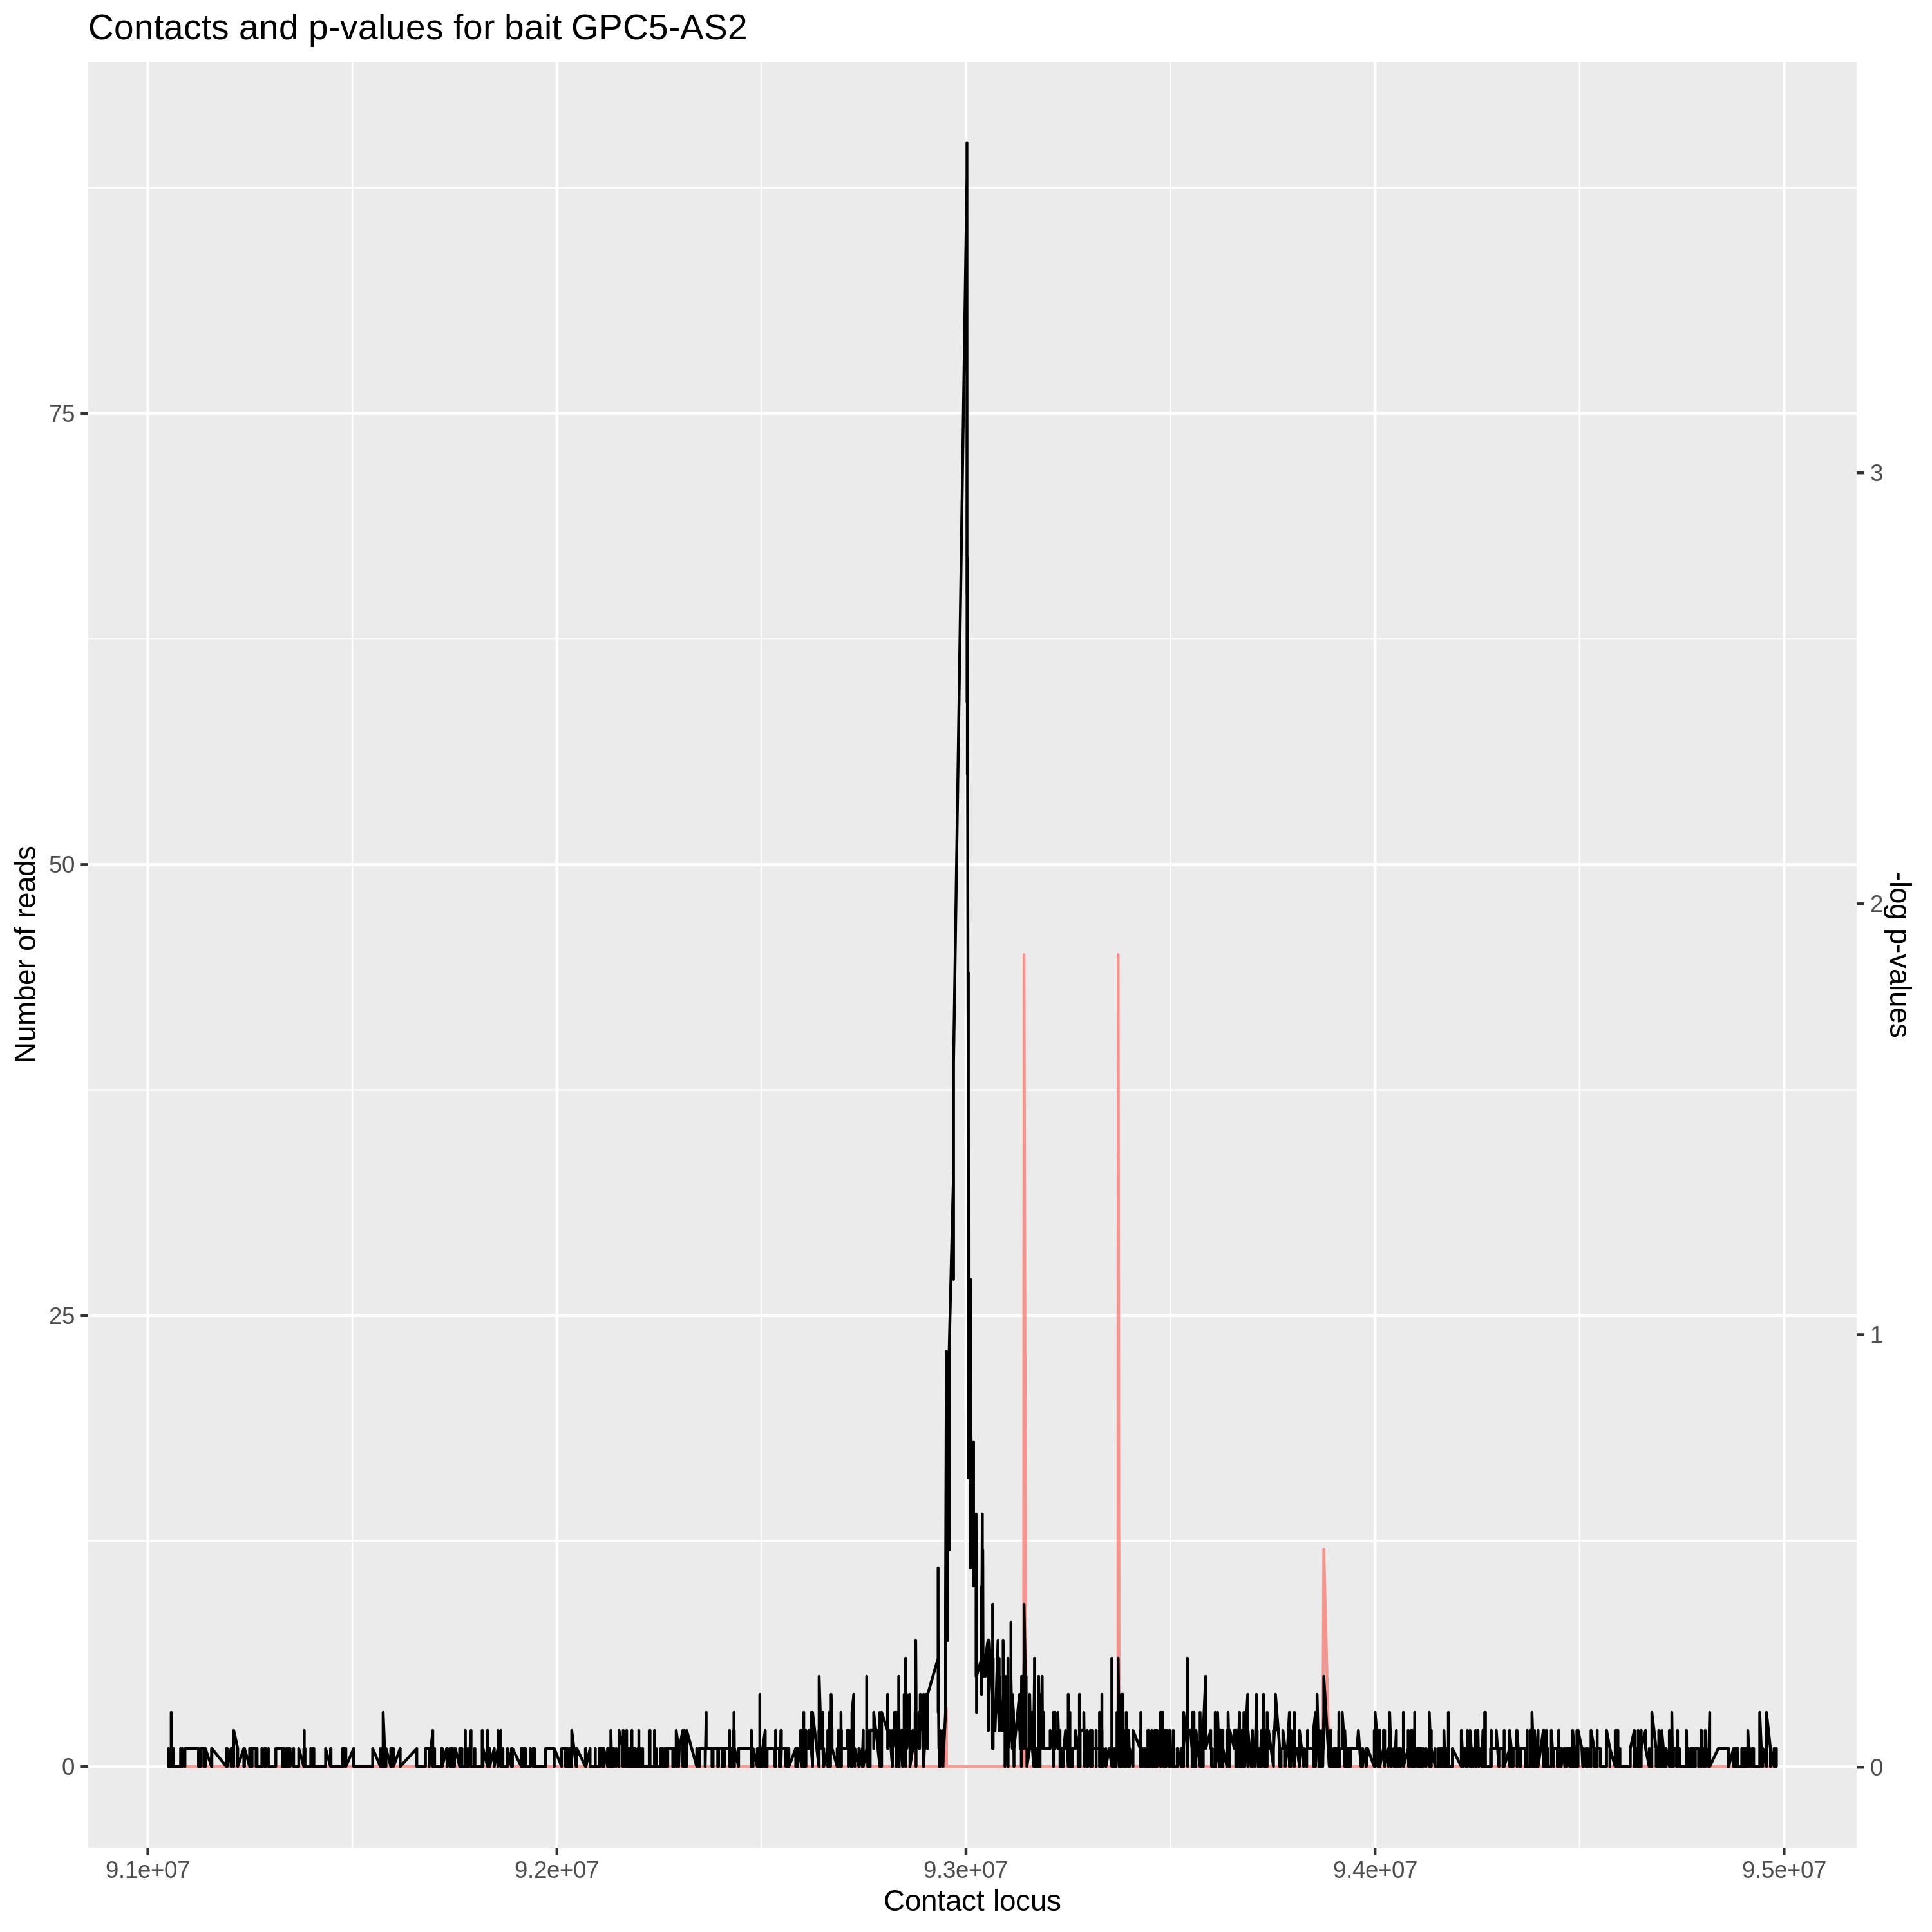 Contacts and p-values for bait GPC5-AS2
Number of reads
75
50
25
0
3
2
1
0
-log p-values
9.1e+07 9.2e+07 9.3e+07 9.4e+07 9.5e+07
Contact locus